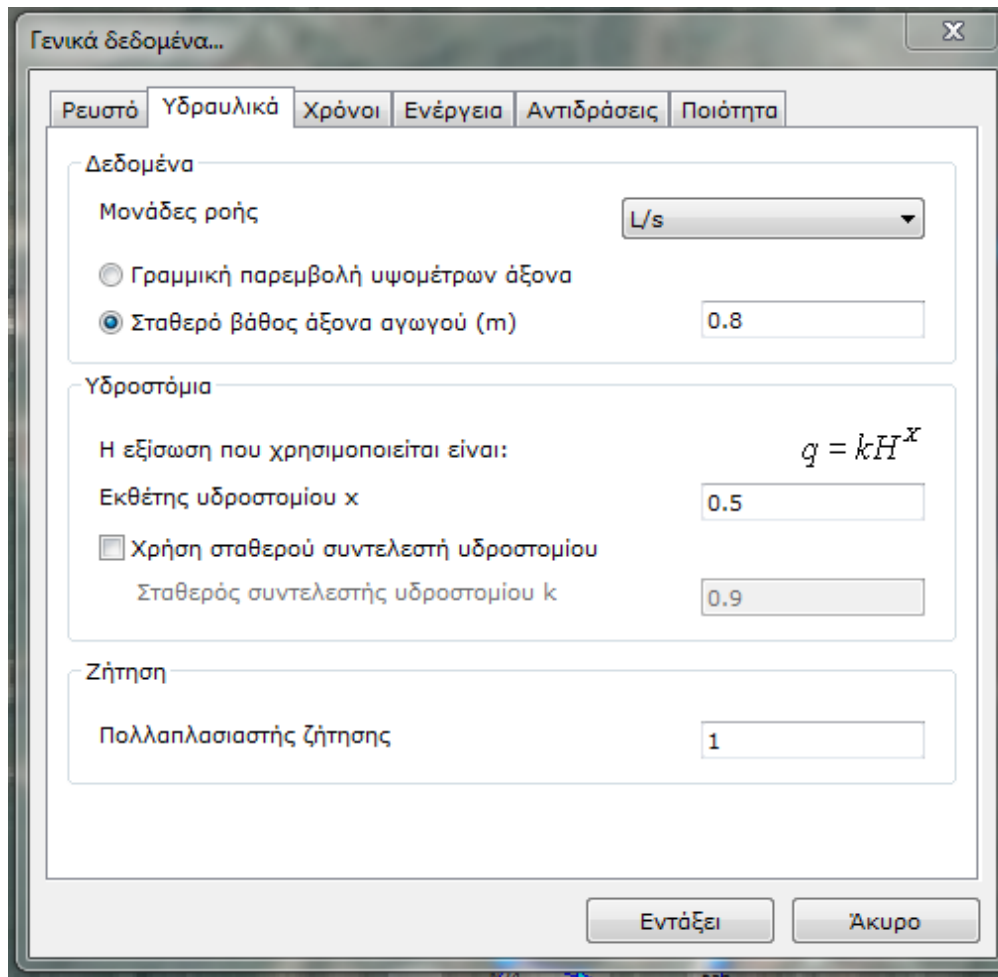 Γενικά δεδομένα...
Ρευστό Υδραυλικά Χρόνοι Ενέργεια Αντιδράσεις Ποιότητα
Δεδομένα
Μονάδες ροής L/s
Γραμμική παρεμβολή υψομέτρων άξονα
Σταθερό βάθος άξονα αγωγού (m) 0.8
Υδροστόμια
Η εξίσωση που χρησιμοποιείται είναι: q = kH^x
Εκθέτης υδροστομίου x 0.5
Χρήση σταθερού συντελεστή υδροστομίου
Σταθερός συντελεστής υδροστομίου k 0.9
Ζήτηση
Πολλαπλασιαστής ζήτησης 1
Εντάξει Άκυρο